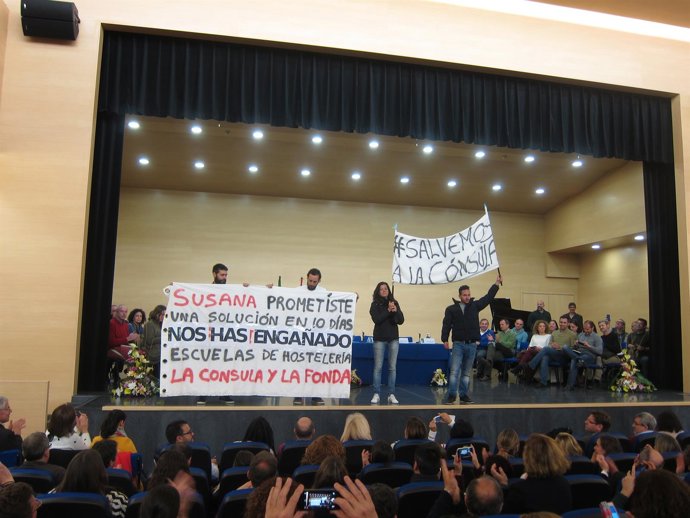 SUSANA PROMETISTE
UNA SOLUCIÓN EN 10 DÍAS
NOS HAS ENGAÑADO
ESCUELAS DE HOSTELERÍA
LA CONSULA Y LA FONDA
#SALVEMOS
A LA CÓNSULA